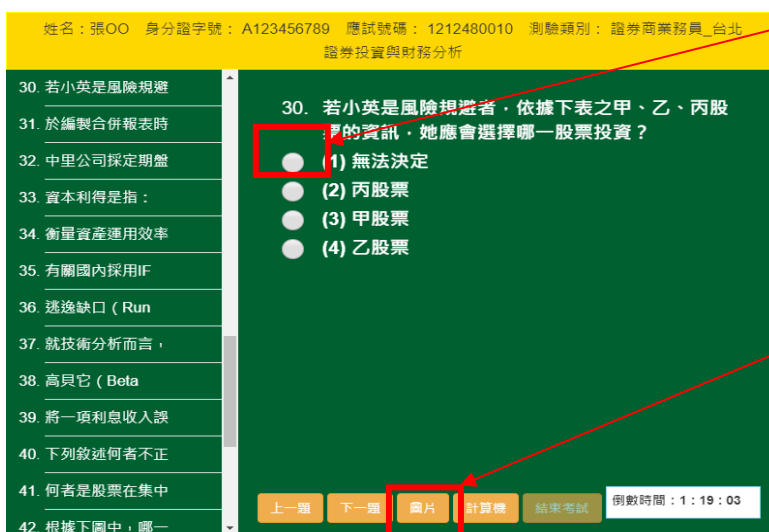 姓名：張OO 身分證字號： A123456789 應試號碼： 1212480010 測驗類別： 證券商業務員_台北
證券投資與財務分析
30. 若小英是風險規避
31. 於編製合併報表時
32. 中里公司採定期盤
33. 資本利得是指：
34. 衡量資產運用效率
35. 有關國內採用IF
36. 逃逸缺口（Run
37. 就技術分析而言，
38. 高貝它（Beta
39. 將一項利息收入誤
40. 下列敘述何者不正
41. 何者是股票在集中
42. 根據下圖中，哪一
30. 若小英是風險規避者，依據下表之甲、乙、丙股
票的資訊，她應會選擇哪一股票投資？
(1) 無法決定
(2) 丙股票
(3) 甲股票
(4) 乙股票
上一題 下一題 圖片 計算機 結束考試 倒數時間：1：19：03